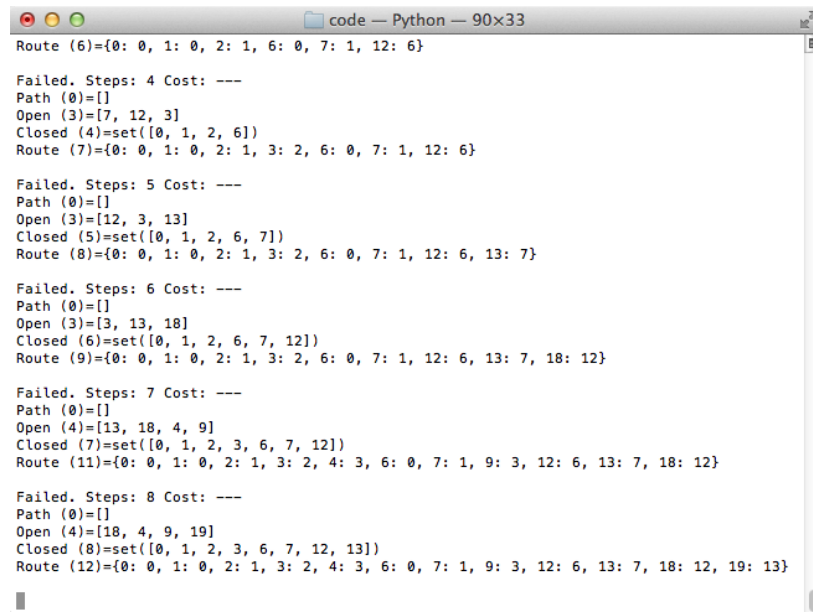 code — Python — 90×33
Route (6)={0: 0, 1: 0, 2: 1, 6: 0, 7: 1, 12: 6}
Failed. Steps: 4 Cost: ---
Path (0)=[]
Open (3)=[7, 12, 3]
Closed (4)=set([0, 1, 2, 6])
Route (7)={0: 0, 1: 0, 2: 1, 3: 2, 6: 0, 7: 1, 12: 6}
Failed. Steps: 5 Cost: ---
Path (0)=[]
Open (3)=[12, 3, 13]
Closed (5)=set([0, 1, 2, 6, 7])
Route (8)={0: 0, 1: 0, 2: 1, 3: 2, 6: 0, 7: 1, 12: 6, 13: 7}
Failed. Steps: 6 Cost: ---
Path (0)=[]
Open (3)=[3, 13, 18]
Closed (6)=set([0, 1, 2, 6, 7, 12])
Route (9)={0: 0, 1: 0, 2: 1, 3: 2, 6: 0, 7: 1, 12: 6, 13: 7, 18: 12}
Failed. Steps: 7 Cost: ---
Path (0)=[]
Open (4)=[13, 18, 4, 9]
Closed (7)=set([0, 1, 2, 3, 6, 7, 12])
Route (11)={0: 0, 1: 0, 2: 1, 3: 2, 4: 3, 6: 0, 7: 1, 9: 3, 12: 6, 13: 7, 18: 12}
Failed. Steps: 8 Cost: ---
Path (0)=[]
Open (4)=[18, 4, 9, 19]
Closed (8)=set([0, 1, 2, 3, 6, 7, 12, 13])
Route (12)={0: 0, 1: 0, 2: 1, 3: 2, 4: 3, 6: 0, 7: 1, 9: 3, 12: 6, 13: 7, 18: 12, 19: 13}